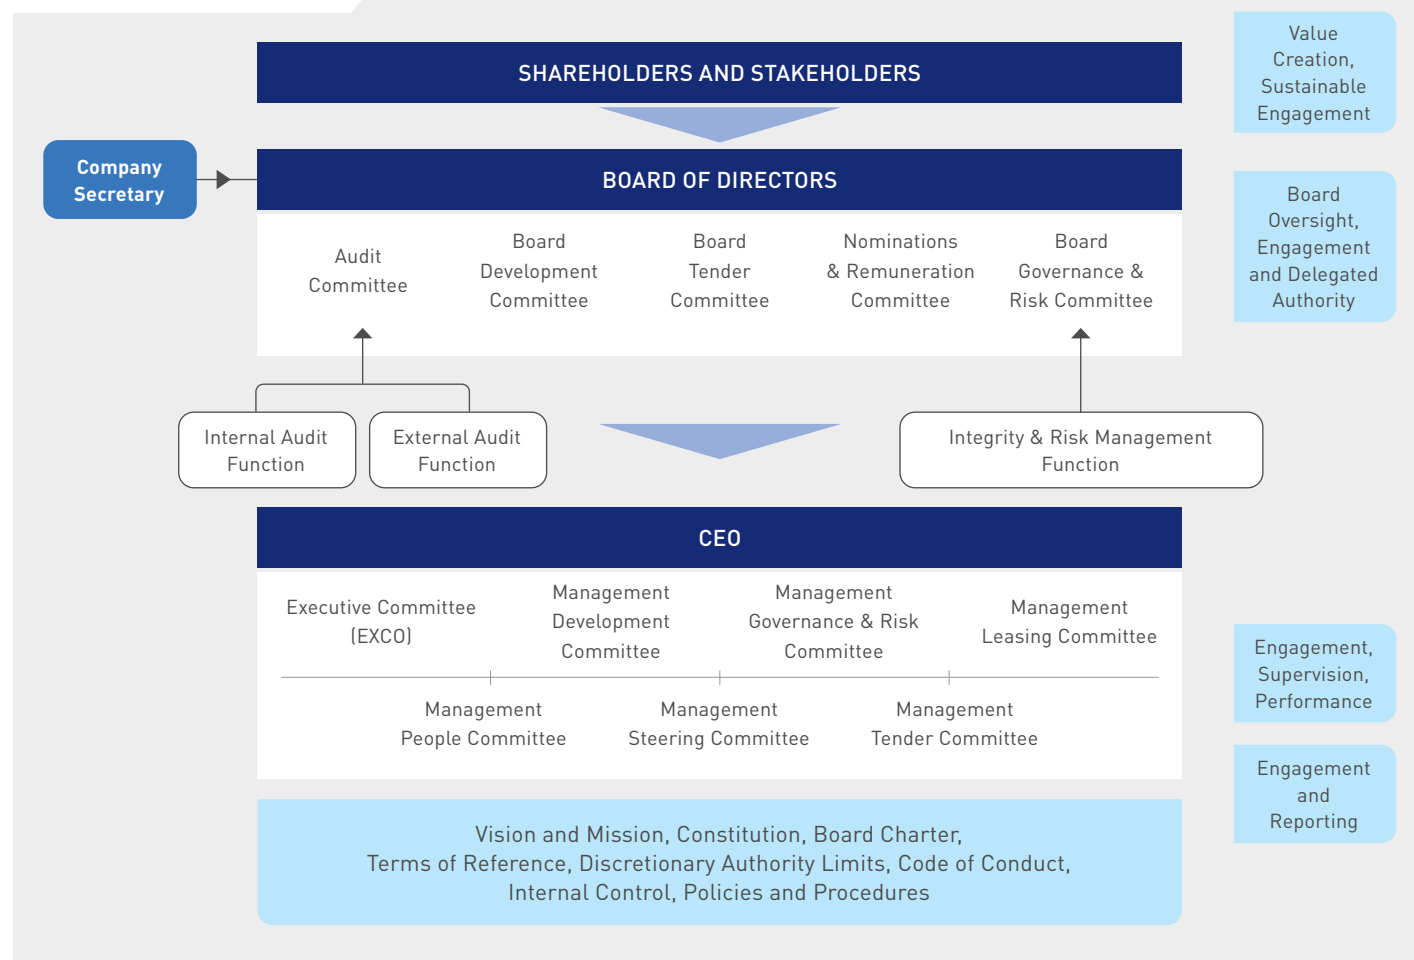 SHAREHOLDERS AND STAKEHOLDERS
Value
Creation,
Sustainable
Engagement
Company
Secretary
BOARD OF DIRECTORS
Audit
Committee
Board
Development
Committee
Board
Tender
Committee
Nominations
& Remuneration
Committee
Board
Governance &
Risk Committee
Board
Oversight,
Engagement
and Delegated
Authority
Internal Audit
Function
External Audit
Function
Integrity & Risk Management
Function
CEO
Executive Committee
(EXCO)
Management
Development
Committee
Management
Governance & Risk
Committee
Management
Leasing Committee
Management
People Committee
Management
Steering Committee
Management
Tender Committee
Engagement,
Supervision,
Performance
Engagement
and
Reporting
Vision and Mission, Constitution, Board Charter,
Terms of Reference, Discretionary Authority Limits, Code of Conduct,
Internal Control, Policies and Procedures